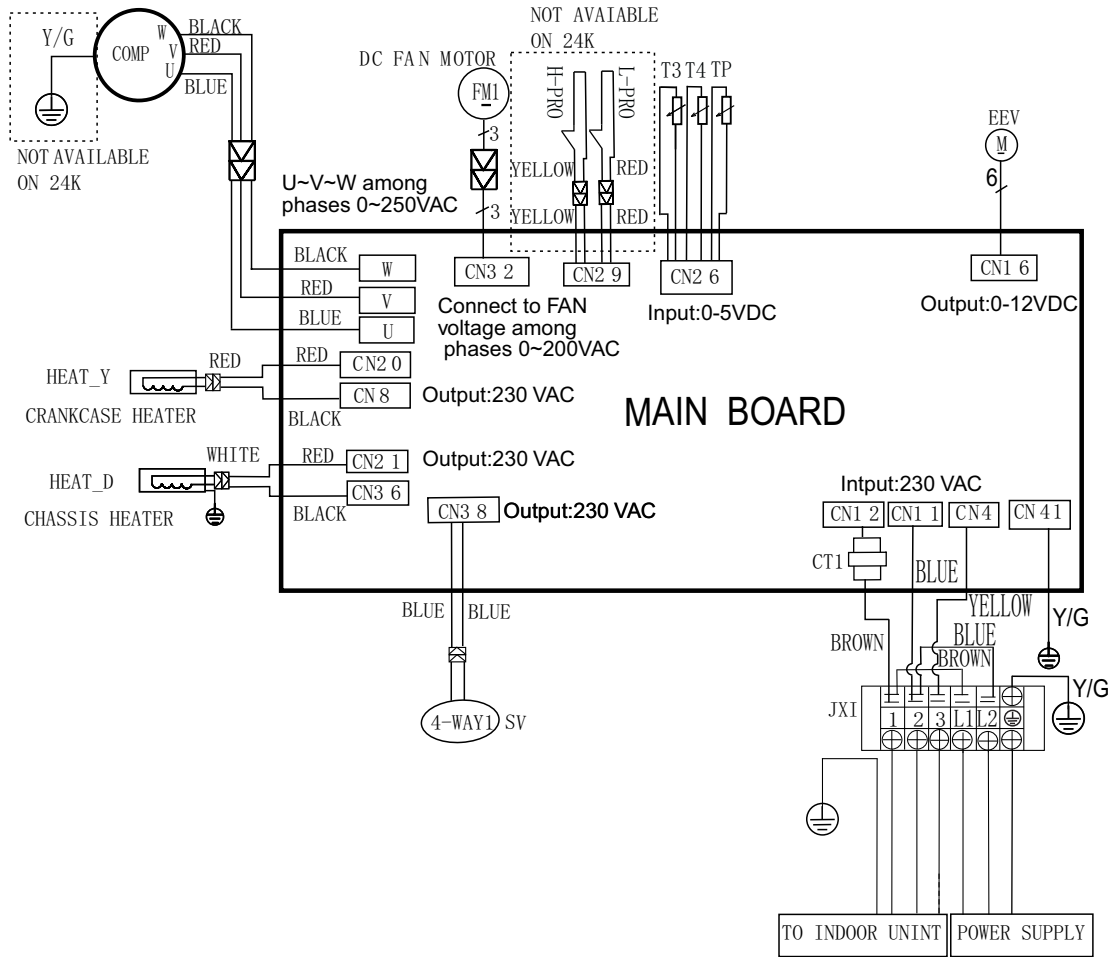 NOT AVAIABLE
ON 24K
Y/G
COMP
W
V
U
BLACK
RED
BLUE
NOT AVAILABLE
ON 24K
DC FAN MOTOR
FM1
3
3
H-PRO
L-PRO
YELLOW
RED
YELLOW
RED
T3 T4 TP
EEV
M
6
U~V~W among
phases 0~250VAC
BLACK
W
RED
V
BLUE
U
CN3 2
CN2 9
CN2 6
CN1 6
Connect to FAN
voltage among
phases 0~200VAC
Input:0-5VDC
Output:0-12VDC
HEAT_Y
CRANKCASE HEATER
RED
RED
CN2 0
BLACK
CN 8
Output:230 VAC
MAIN BOARD
HEAT_D
CHASSIS HEATER
WHITE
RED
CN2 1
Output:230 VAC
BLACK
CN3 6
CN3 8
Output:230 VAC
Intput:230 VAC
CN1 2
CN1 1
CN4
CN 41
CT1
BLUE
BLUE BLUE
YELLOW
Y/G
BROWN
BLUE
BROWN
Y/G
JX1
1 2 3 L1 L2
4-WAY1 SV
TO INDOOR UNINT
POWER SUPPLY